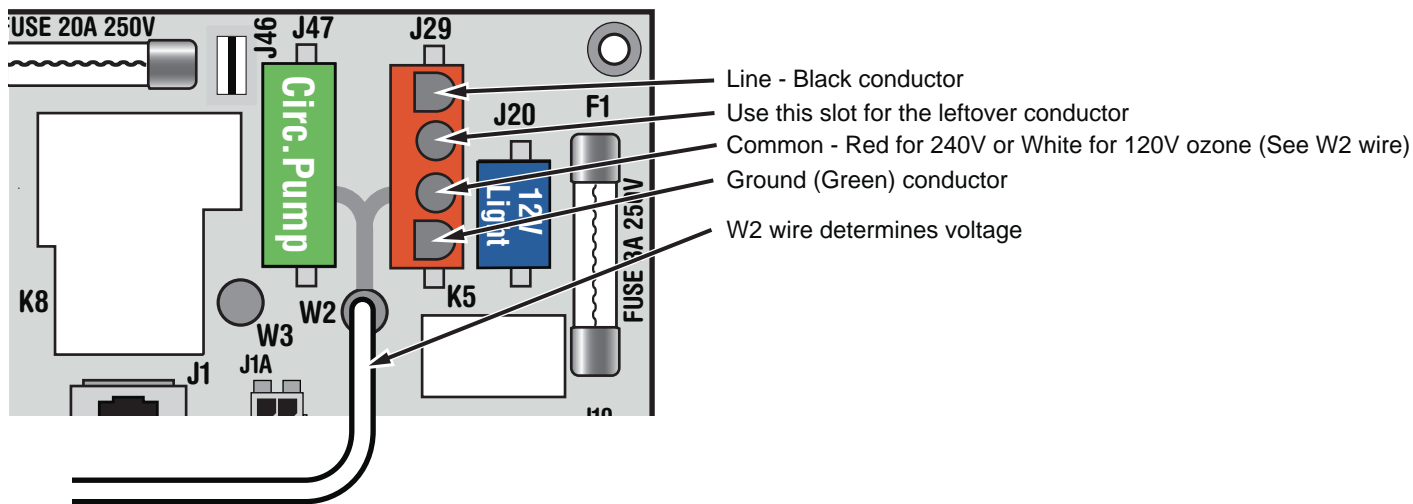 FUSE 20A 250V
J46
J47
J29
Line - Black conductor
Use this slot for the leftover conductor
J20
F1
Common - Red for 240V or White for 120V ozone (See W2 wire)
Circ.Pump
12V
Light
Ground (Green) conductor
FUSE 3A 250V
W2 wire determines voltage
K8
W2
K5
W3
J1
J1A